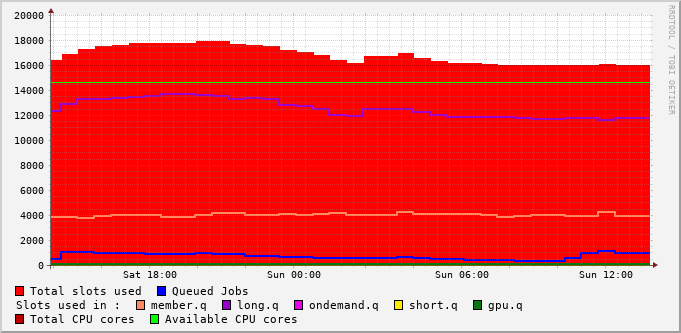 RRDTOOL / TOBI OETIKER
20000
18000
16000
14000
12000
10000
8000
6000
4000
2000
0
Sat 18:00 Sun 00:00 Sun 06:00 Sun 12:00
Total slots used Queued Jobs
Slots used in : member.q long.q ondemand.q short.q gpu.q
Total CPU cores Available CPU cores